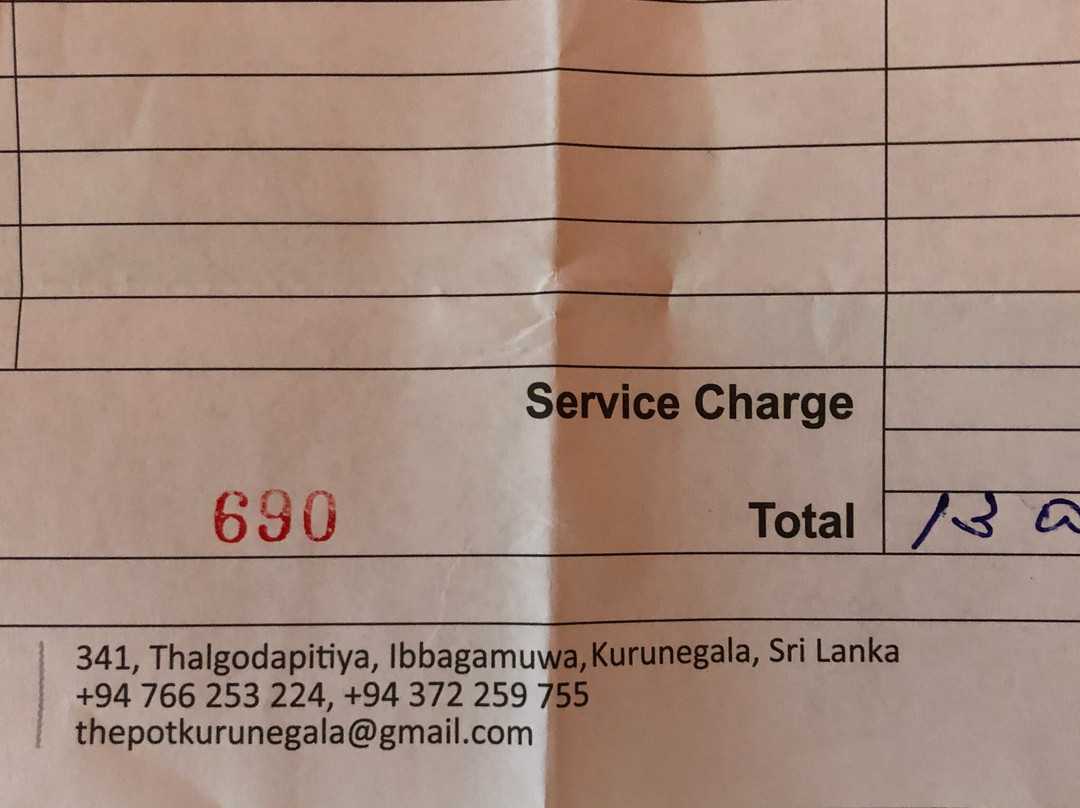 Service Charge
690
Total 13
341, Thalgodapitiya, Ibbagamuwa, Kurunegala, Sri Lanka
+94 766 253 224, +94 372 259 755
thepotkurunegala@gmail.com